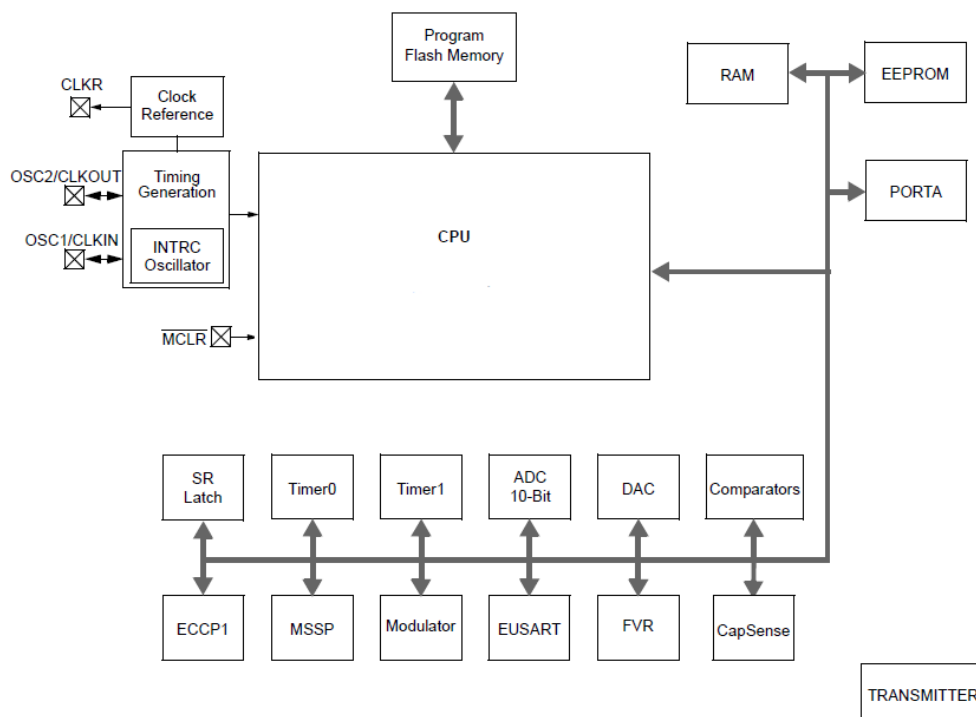 Program
Flash Memory
RAM
EEPROM
CLKR
Clock
Reference
OSC2/CLKOUT
Timing
Generation
PORTA
OSC1/CLKIN
INTRC
Oscillator
CPU
MCLR
SR
Latch
Timer0
Timer1
ADC
10-Bit
DAC
Comparators
ECCP1
MSSP
Modulator
EUSART
FVR
CapSense
TRANSMITTER